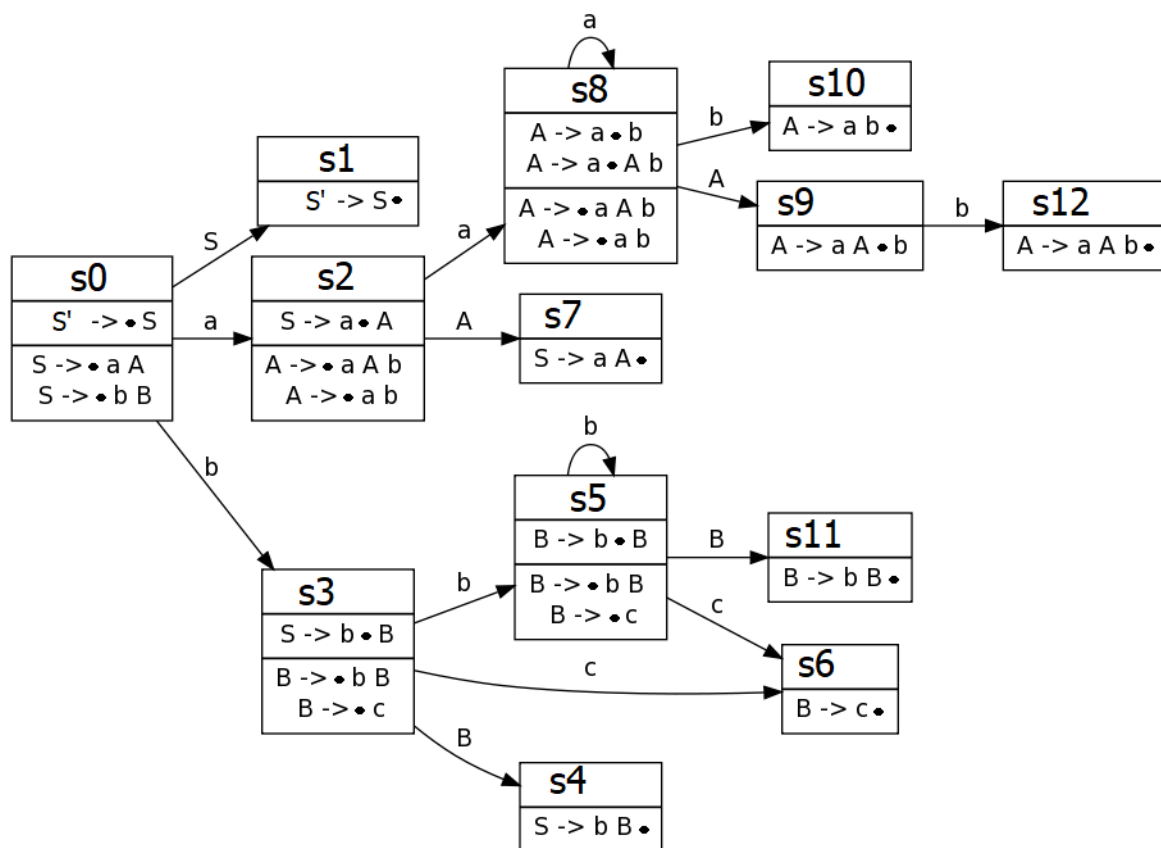 a
s8
A -> a • b
A -> a • A b
A -> • a A b
A -> • a b
b
s10
A -> a b •
A
s9
A -> a A • b
b
s12
A -> a A b •
s1
S' -> S •
S
s0
S' -> • S
S -> • a A
S -> • b B
a
s2
S -> a • A
A -> • a A b
A -> • a b
a
A
s7
S -> a A •
b
b
s5
B -> b • B
B -> • b B
B -> • c
B
s11
B -> b B •
s3
S -> b • B
B -> • b B
B -> • c
b
c
c
s6
B -> c •
B
s4
S -> b B •